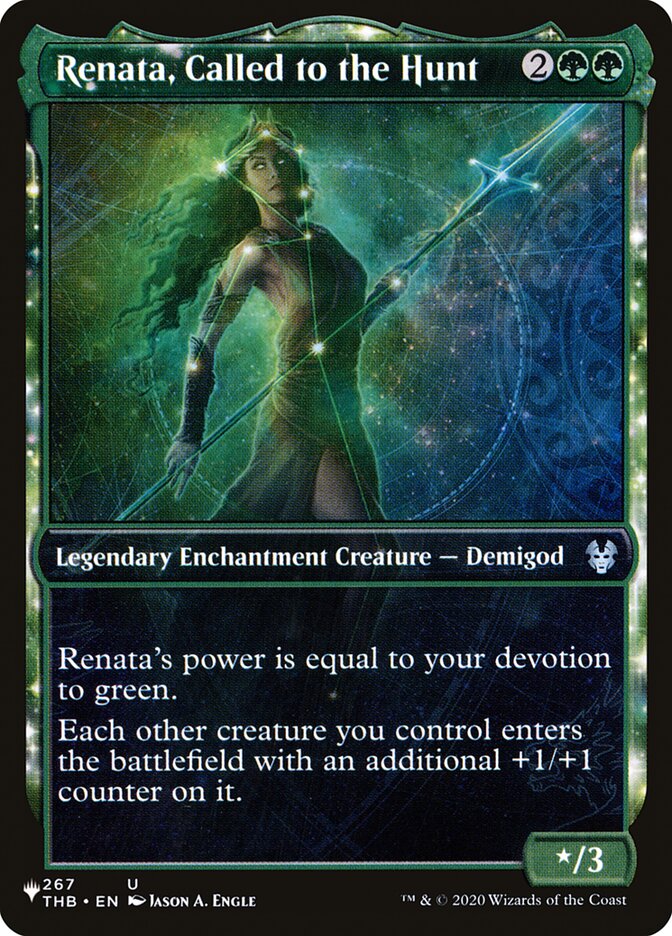 Renata, Called to the Hunt 2
Legendary Enchantment Creature — Demigod
Renata's power is equal to your devotion
to green.
Each other creature you control enters
the battlefield with an additional +1/+1
counter on it.
★/3
267 U
THB • EN Jason A. Engle
™ & © 2020 Wizards of the Coast